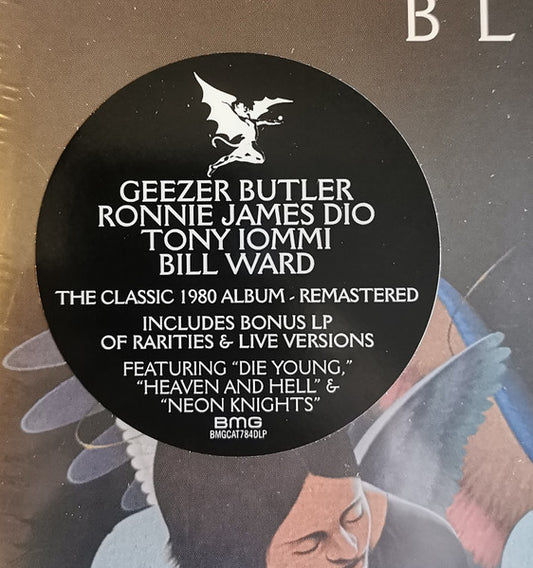 BL
GEEZER BUTLER
RONNIE JAMES DIO
TONY IOMMI
BILL WARD
THE CLASSIC 1980 ALBUM - REMASTERED
INCLUDES BONUS LP
OF RARITIES & LIVE VERSIONS
FEATURING “DIE YOUNG,”
“HEAVEN AND HELL” &
“NEON KNIGHTS”
BMG
BMGCAT784DLP